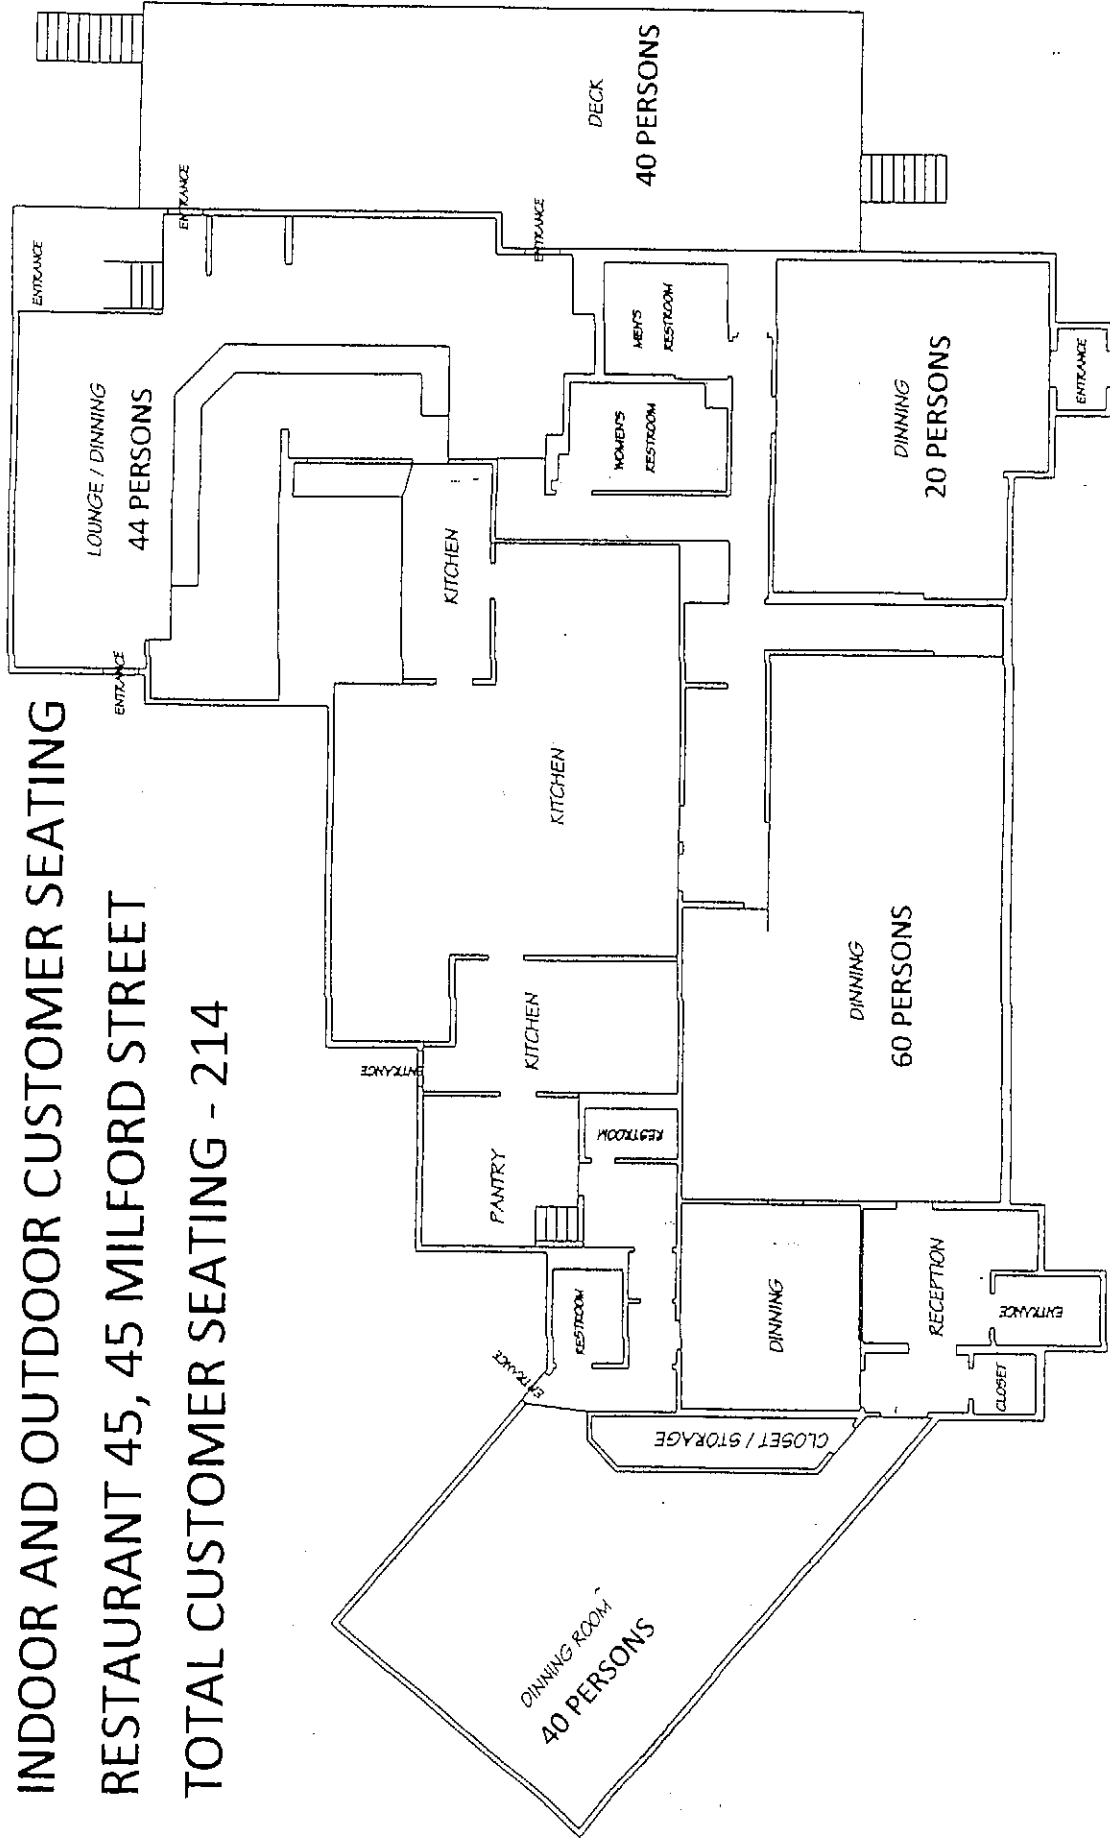 INDOOR AND OUTDOOR CUSTOMER SEATING
RESTAURANT 45, 45 MILFORD STREET
TOTAL CUSTOMER SEATING - 214
ENTRANCE
LOUNGE / DINNING
44 PERSONS
ENTRANCE
ENTRANCE
ENTRANCE
DECK
40 PERSONS
MEN'S
RESTROOM
WOMEN'S
RESTROOM
KITCHEN
KITCHEN
KITCHEN
ENTRANCE
PANTRY
RESTROOM
RESTROOM
ENTRANCE
DINNING
20 PERSONS
ENTRANCE
DINNING
60 PERSONS
DINNING
RECEPTION
ENTRANCE
CLOSET
CLOSET / STORAGE
DINNING ROOM
40 PERSONS